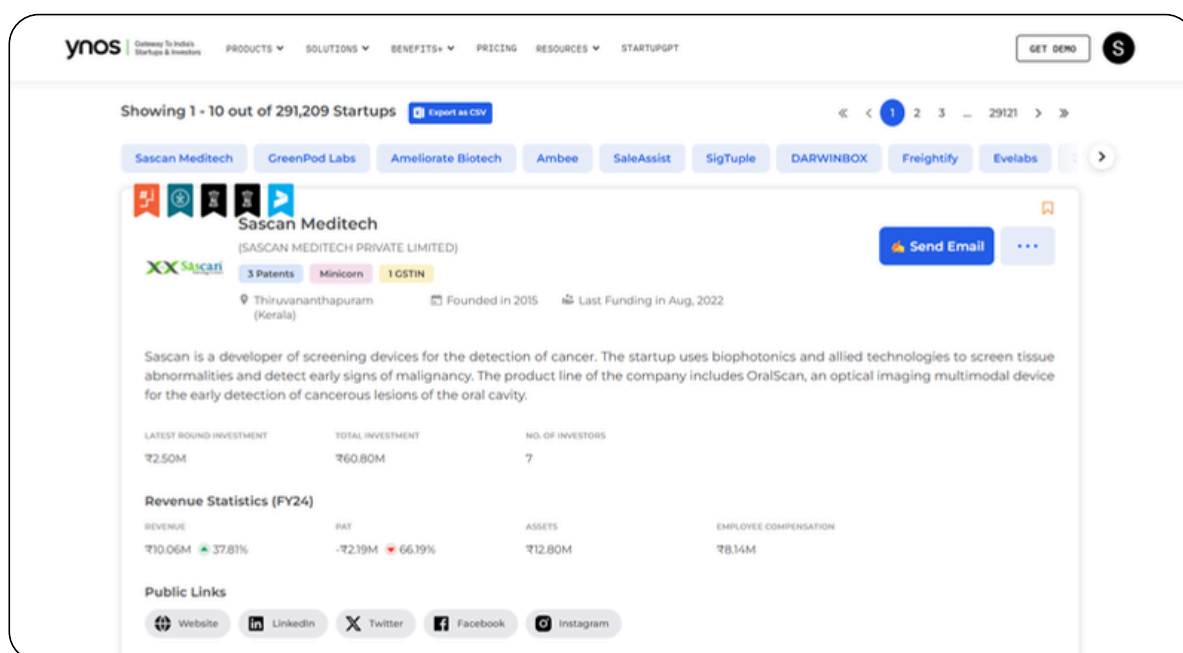 ynos Gateway To India's Startups & Investors PRODUCTS SOLUTIONS BENEFITS+ PRICING RESOURCES STARTUPGPT GET DEMO S
Showing 1 - 10 out of 291,209 Startups Export as CSV « < 1 2 3 ... 29121 > »
Sascan Meditech GreenPod Labs Ameliorate Biotech Ambee SaleAssist SigTuple DARWINBOX Freightify Evelabs
Sascan Meditech
(SASCAN MEDITECH PRIVATE LIMITED)
Send Email ...
Sascan
3 Patents Minicorn 1 GSTIN
Thiruvananthapuram (Kerala) Founded in 2015 Last Funding in Aug, 2022
Sascan is a developer of screening devices for the detection of cancer. The startup uses biophotonics and allied technologies to screen tissue
abnormalities and detect early signs of malignancy. The product line of the company includes OralScan, an optical imaging multimodal device
for the early detection of cancerous lesions of the oral cavity.
LATEST ROUND INVESTMENT TOTAL INVESTMENT NO. OF INVESTORS
₹2.50M ₹60.80M 7
Revenue Statistics (FY24)
REVENUE PAT ASSETS EMPLOYEE COMPENSATION
₹10.06M 37.81% -₹2.19M 66.19% ₹12.80M ₹8.14M
Public Links
Website LinkedIn Twitter Facebook Instagram